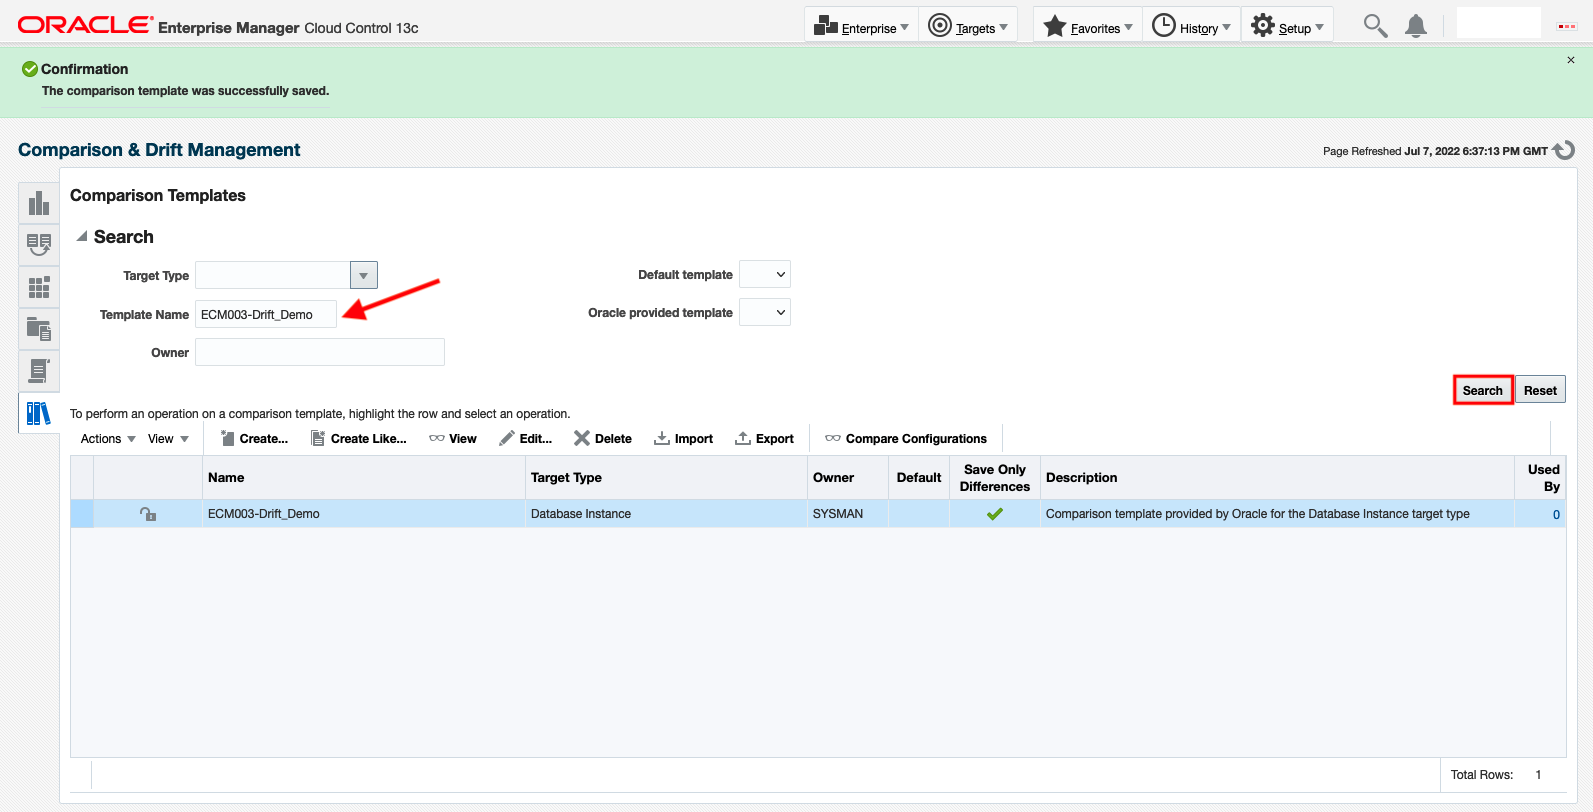 ORACLE Enterprise Manager Cloud Control 13c
Enterprise
Targets
Favorites
History
Setup
Confirmation
The comparison template was successfully saved.
Comparison & Drift Management
Page Refreshed Jul 7, 2022 6:37:13 PM GMT
Comparison Templates
Search
Target Type
Default template
Template Name ECM003-Drift_Demo
Oracle provided template
Owner
Search Reset
To perform an operation on a comparison template, highlight the row and select an operation.
Actions View Create... Create Like... View Edit... Delete Import Export Compare Configurations
Name Target Type Owner Default Save Only Differences Description Used By
ECM003-Drift_Demo Database Instance SYSMAN Comparison template provided by Oracle for the Database Instance target type 0
Total Rows: 1